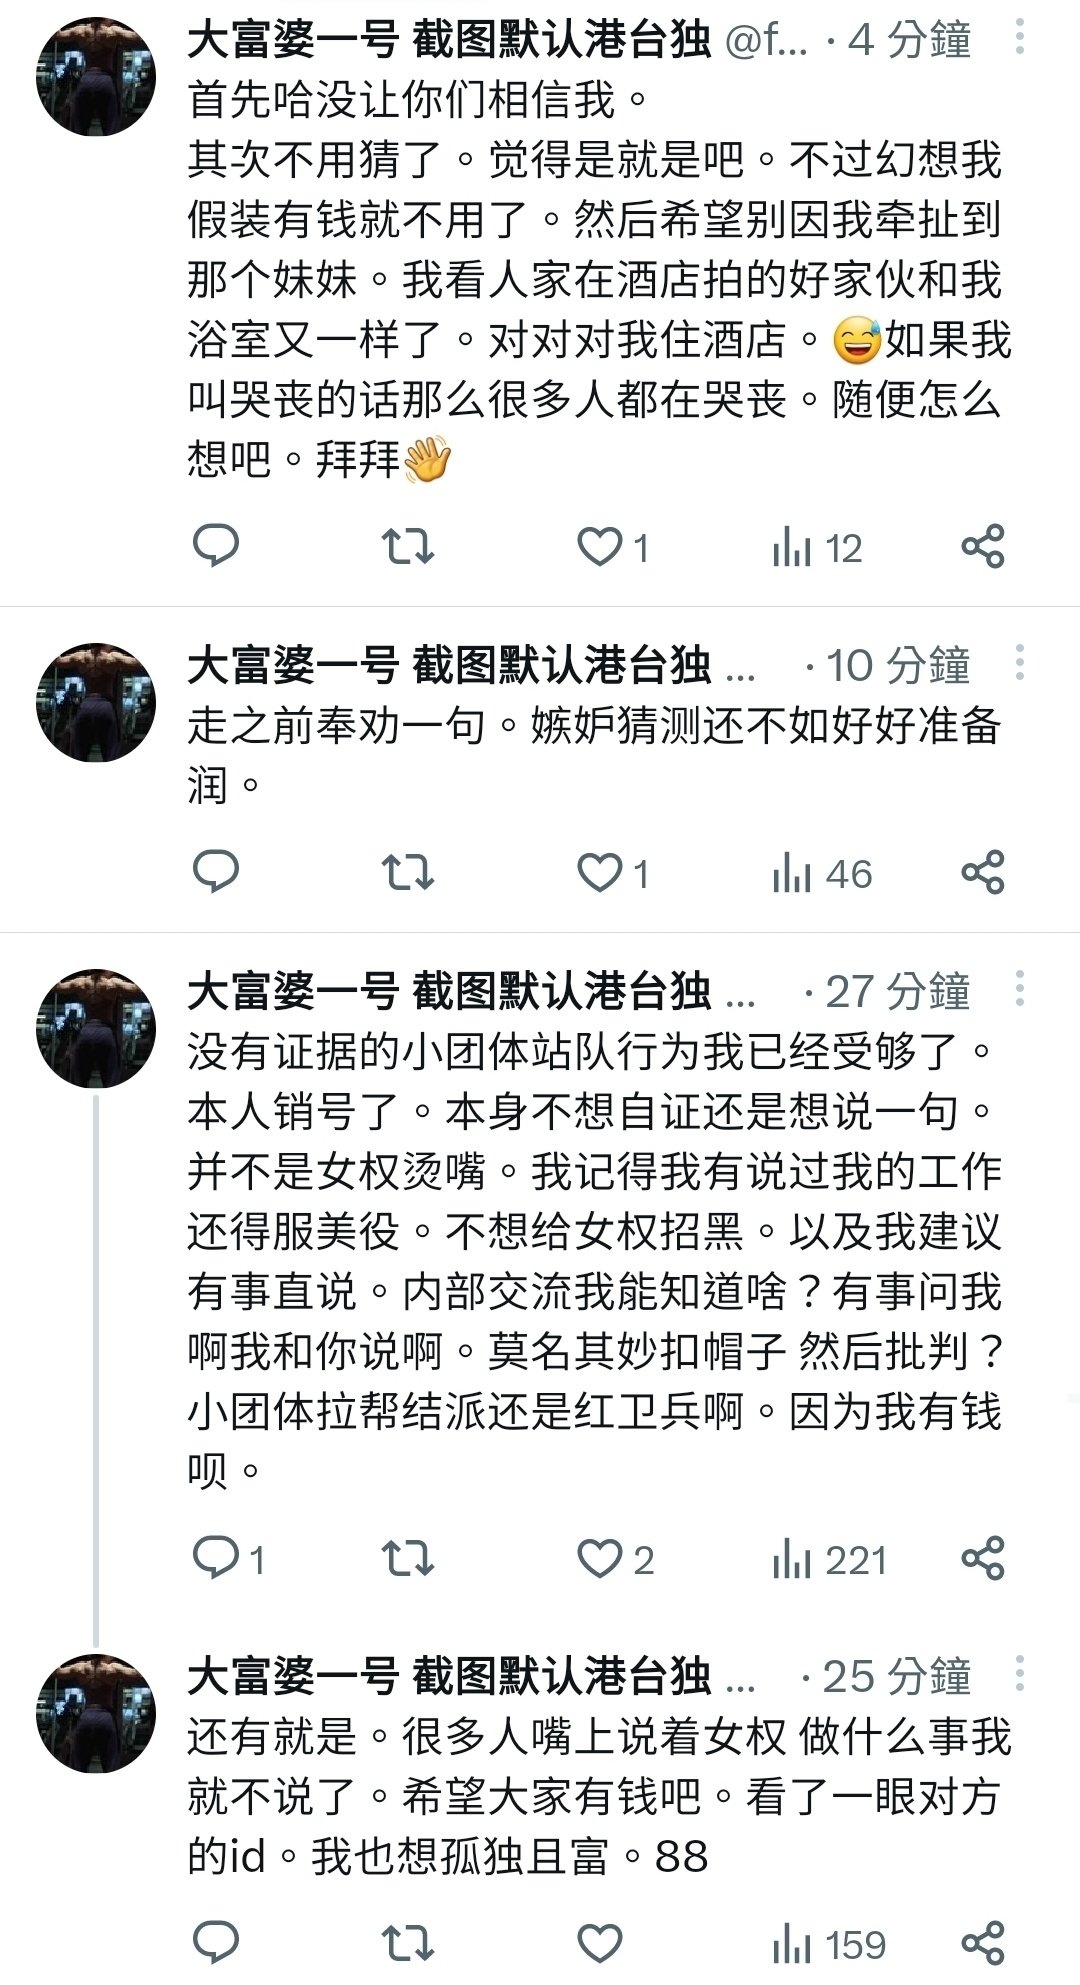 大富婆一号 截图默认港台独 @f... · 4 分鐘
首先哈没让你们相信我。
其次不用猜了。觉得是就是吧。不过幻想我
假装有钱就不用了。然后希望别因我牵扯到
那个妹妹。我看人家在酒店拍的好家伙和我
浴室又一样了。对对对我住酒店。😅如果我
叫哭丧的话那么很多人都在哭丧。随便怎么
想吧。拜拜👋
1 12
大富婆一号 截图默认港台独 ... · 10 分鐘
走之前奉劝一句。嫉妒猜测还不如好好准备
润。
1 46
大富婆一号 截图默认港台独 ... · 27 分鐘
没有证据的小团体站队行为我已经受够了。
本人销号了。本身不想自证还是想说一句。
并不是女权烫嘴。我记得我有说过我的工作
还得服美役。不想给女权招黑。以及我建议
有事直说。内部交流我能知道啥？有事问我
啊我和你说啊。莫名其妙扣帽子 然后批判？
小团体拉帮结派还是红卫兵啊。因为我有钱
呗。
1 2 221
大富婆一号 截图默认港台独 ... · 25 分鐘
还有就是。很多人嘴上说着女权 做什么事我
就不说了。希望大家有钱吧。看了一眼对方
的id。我也想孤独且富。88
159